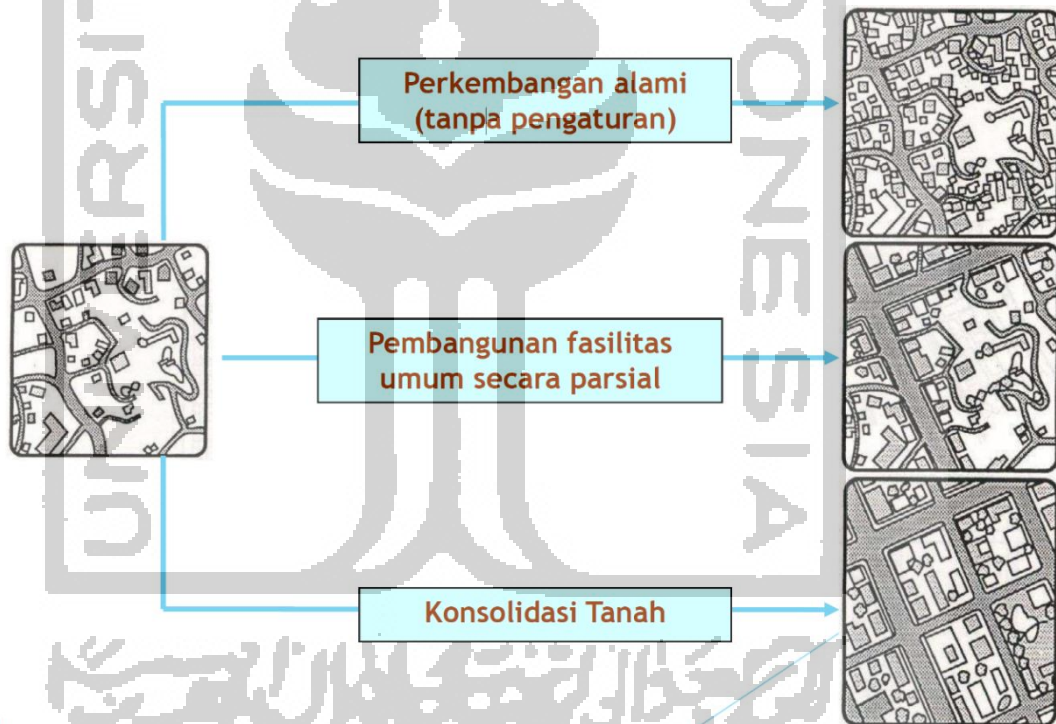 Perkembangan alami
(tanpa pengaturan)
Pembangunan fasilitas
umum secara parsial
Konsolidasi Tanah